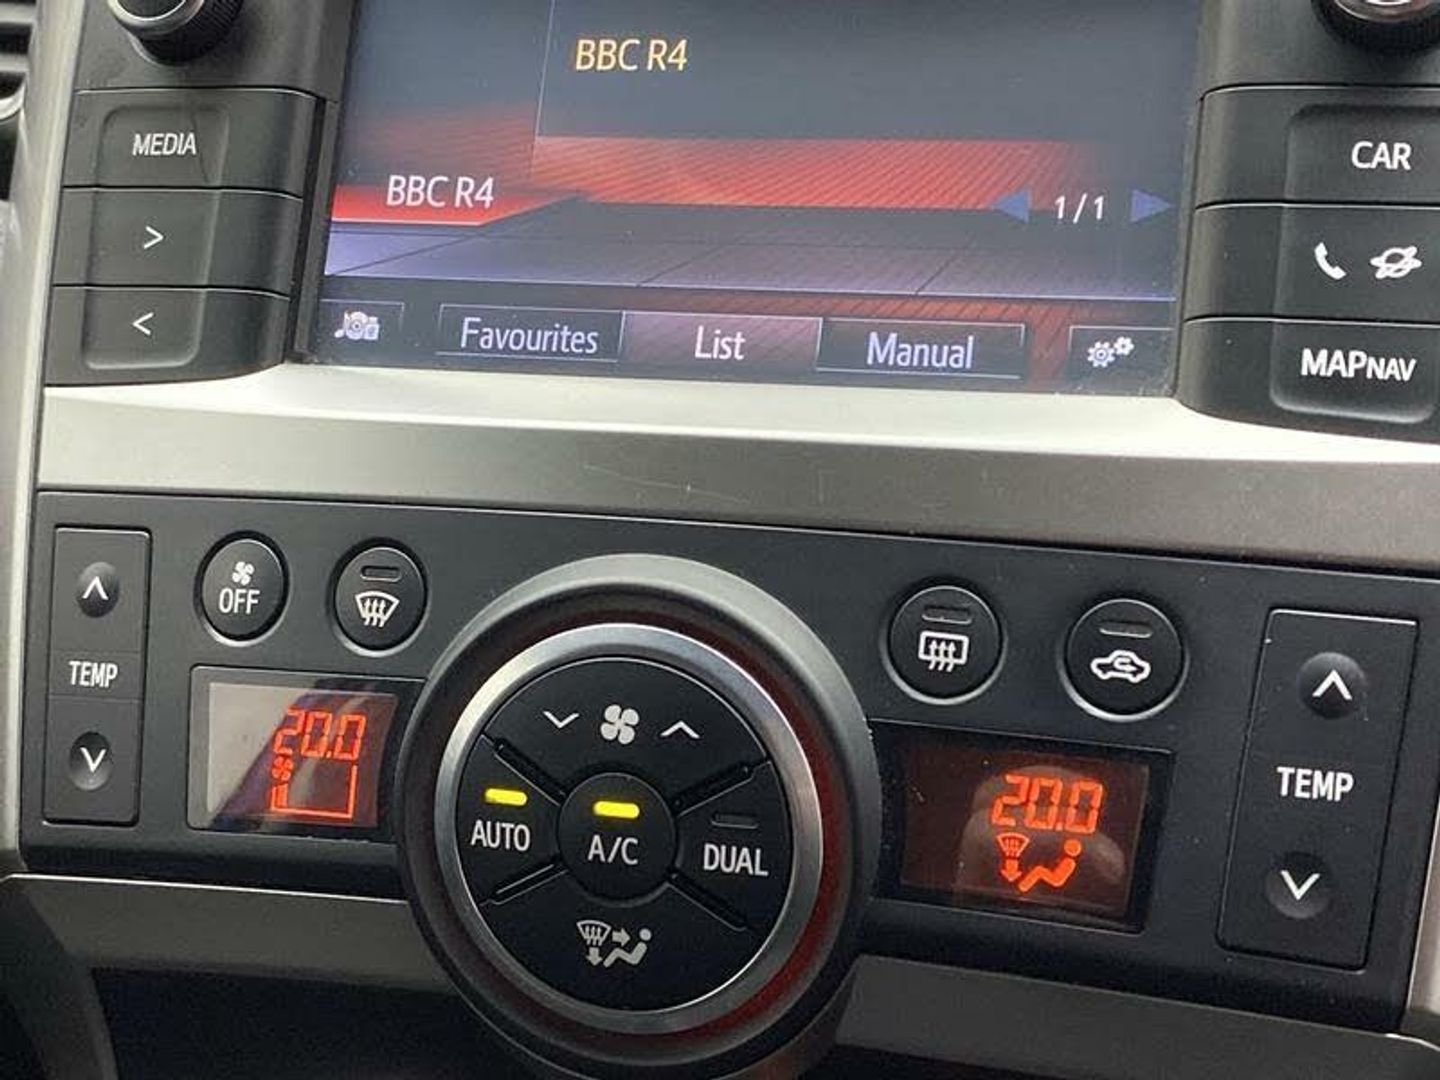 BBC R4
MEDIA
CAR
BBC R4
1/1
>
<
Favourites
List
Manual
MAPNAV
OFF
TEMP
20.0
AUTO
A/C
DUAL
20.0
TEMP